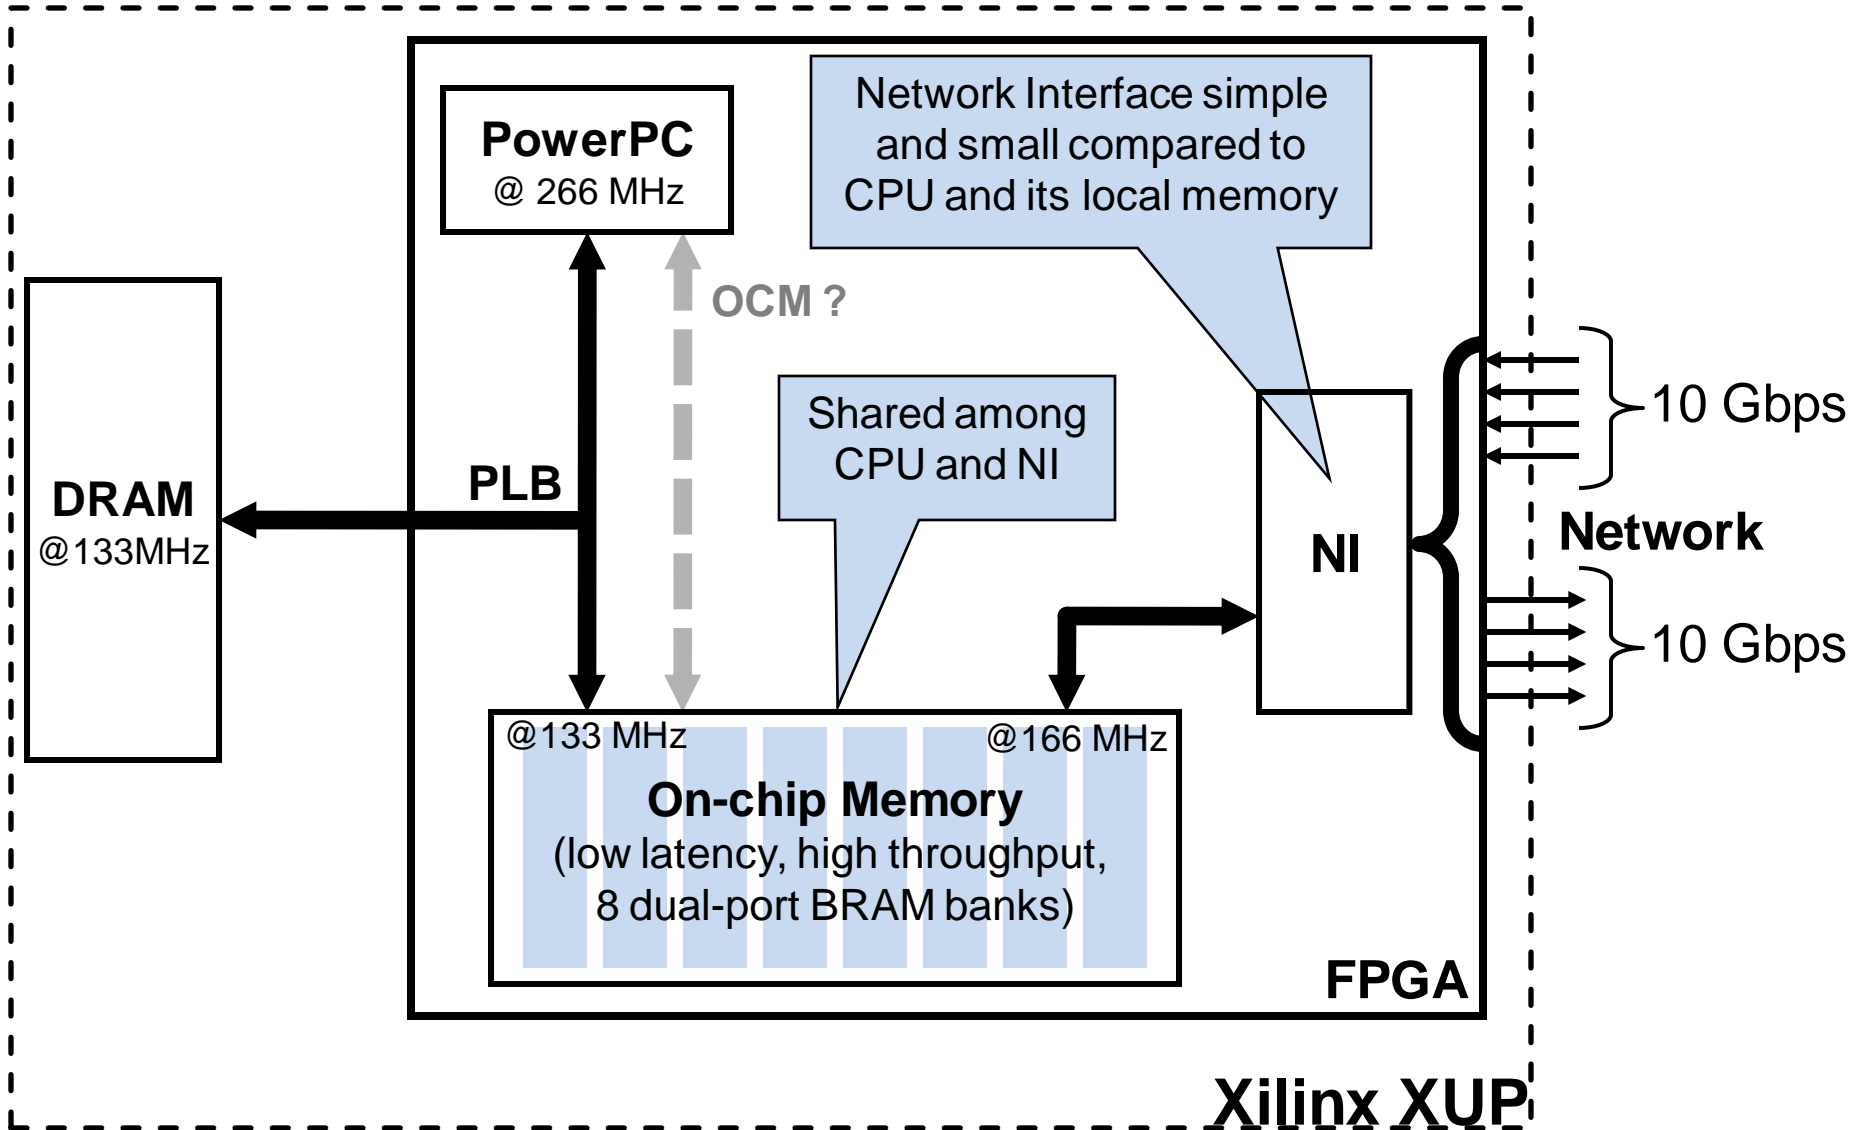 PowerPC
@ 266 MHz
Network Interface simple
and small compared to
CPU and its local memory
OCM ?
DRAM
@133MHz
PLB
Shared among
CPU and NI
NI
10 Gbps
Network
10 Gbps
@133 MHz
@166 MHz
On-chip Memory
(low latency, high throughput,
8 dual-port BRAM banks)
FPGA
Xilinx XUP